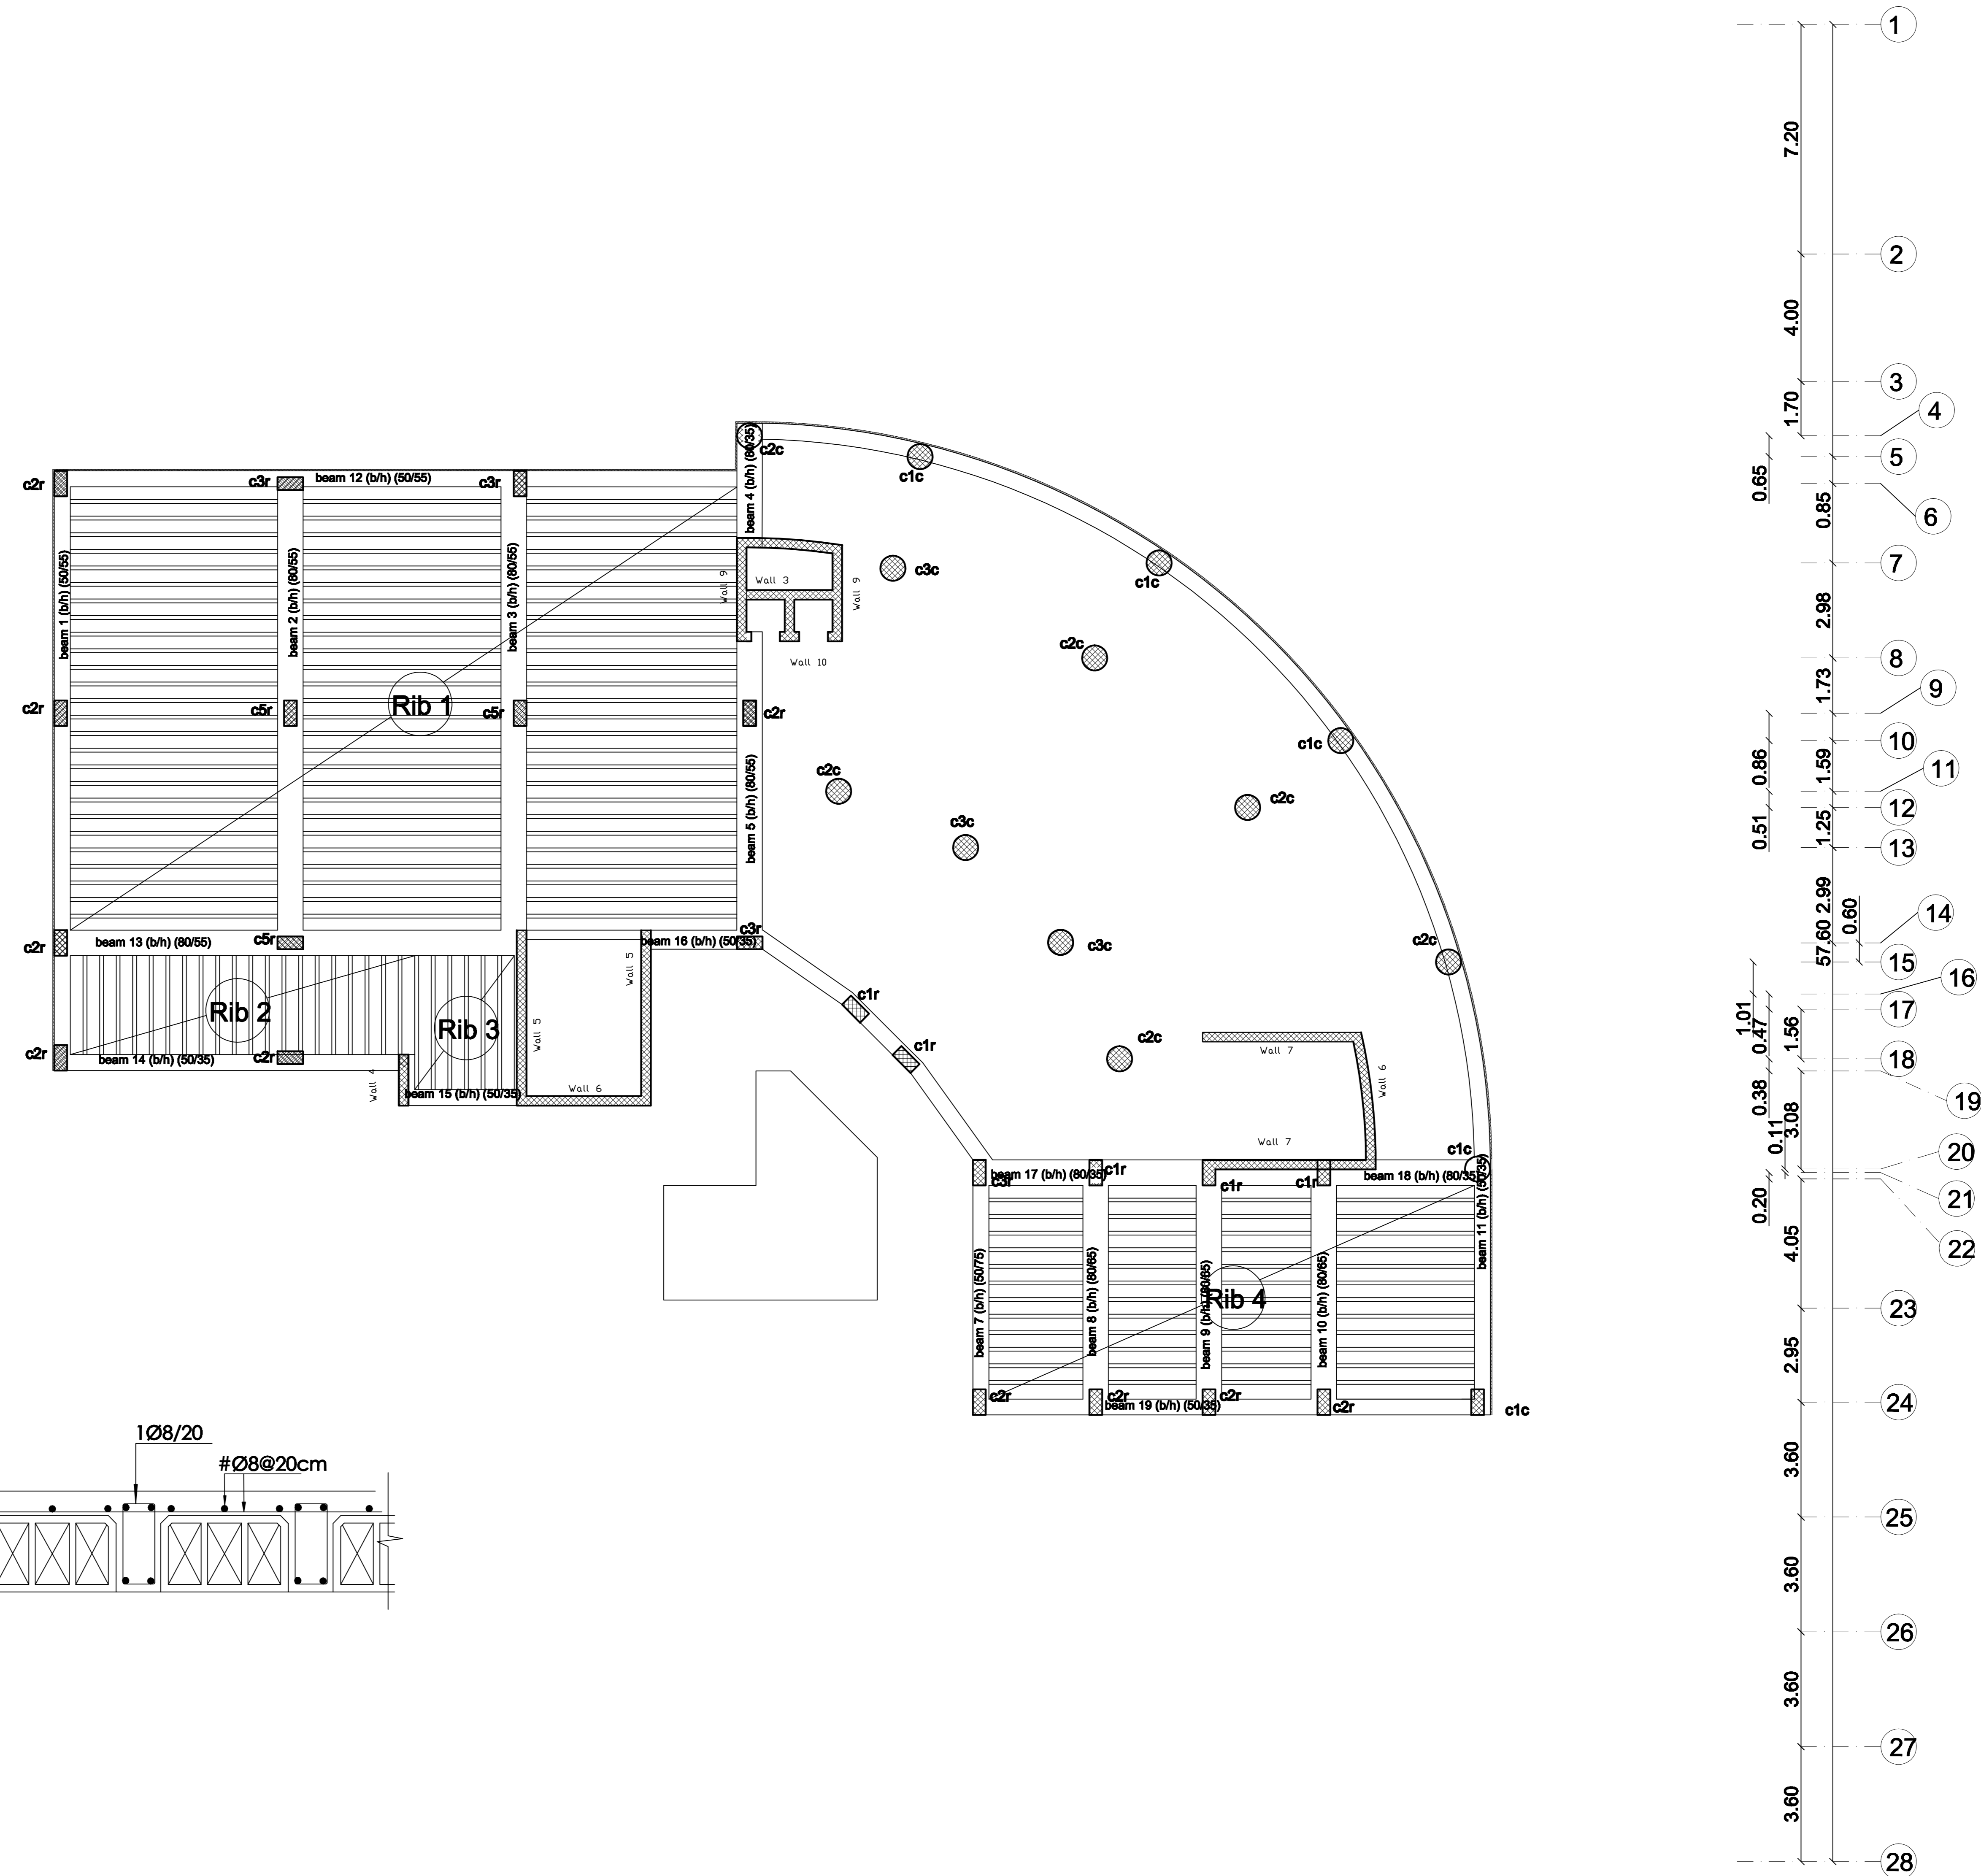 1
7.20
2
4.00
3
1.70
4
5
0.65
0.85
6
7
2.98
8
1.73
9
10
0.86
1.59
11
12
0.51
1.25
13
2.99
57.60
0.60
14
15
16
1.01
0.47
1.56
17
18
0.38
3.08
19
0.11
20
21
0.20
22
4.05
23
2.95
24
3.60
25
3.60
26
3.60
27
3.60
28
c2r
c3r
beam 12 (b/h) (50/55)
c3r
c2c
c1c
beam 4 (b/h) (80/35)
beam 1 (b/h) (50/55)
beam 2 (b/h) (80/55)
beam 3 (b/h) (80/55)
Wall 9
Wall 3
Wall 9
Wall 10
c3c
c1c
c2c
Rib 1
c2r
c5r
c5r
c2r
c1c
c2c
c2c
c3c
beam 5 (b/h) (80/55)
c2r
beam 13 (b/h) (80/55)
c5r
beam 16 (b/h) (50/35)
c3r
c3c
c2c
Wall 5
Wall 5
Rib 2
Rib 3
c1r
c1r
c2c
c2r
beam 14 (b/h) (50/35)
c2r
Wall 4
beam 15 (b/h) (50/35)
Wall 6
Wall 7
Wall 6
Wall 7
c1c
beam 17 (b/h) (80/35)
c3r
c1r
c1r
c1r
beam 18 (b/h) (80/35)
beam 11 (b/h) (50/35)
beam 7 (b/h) (50/75)
beam 8 (b/h) (80/65)
beam 9 (b/h) (80/65)
beam 10 (b/h) (80/65)
Rib 4
c2r
c2r
beam 19 (b/h) (50/35)
c2r
c2r
c1c
1Ø8/20
#Ø8@20cm